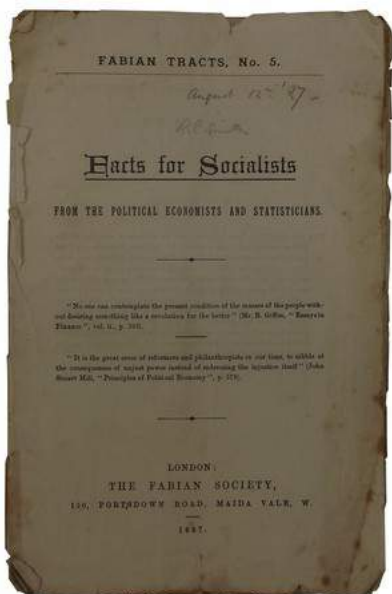 FABIAN TRACTS, No. 5.
August 12th '87
Facts for Socialists
FROM THE POLITICAL ECONOMISTS AND STATISTICIANS.
"No one can contemplate the present condition of the masses of the people with-
out desiring something like a revolution for the better" (Mr. R. Giffen, "Essays in
Finance", vol. ii., p. 393).
"It is the great error of reformers and philanthropists in our time, to nibble at
the consequences of unjust power instead of redressing the injustice itself" (John
Stuart Mill, "Principles of Political Economy", p. 579).
LONDON:
THE FABIAN SOCIETY,
PORTSDOWN ROAD, MAIDA VALE, W.
1887.